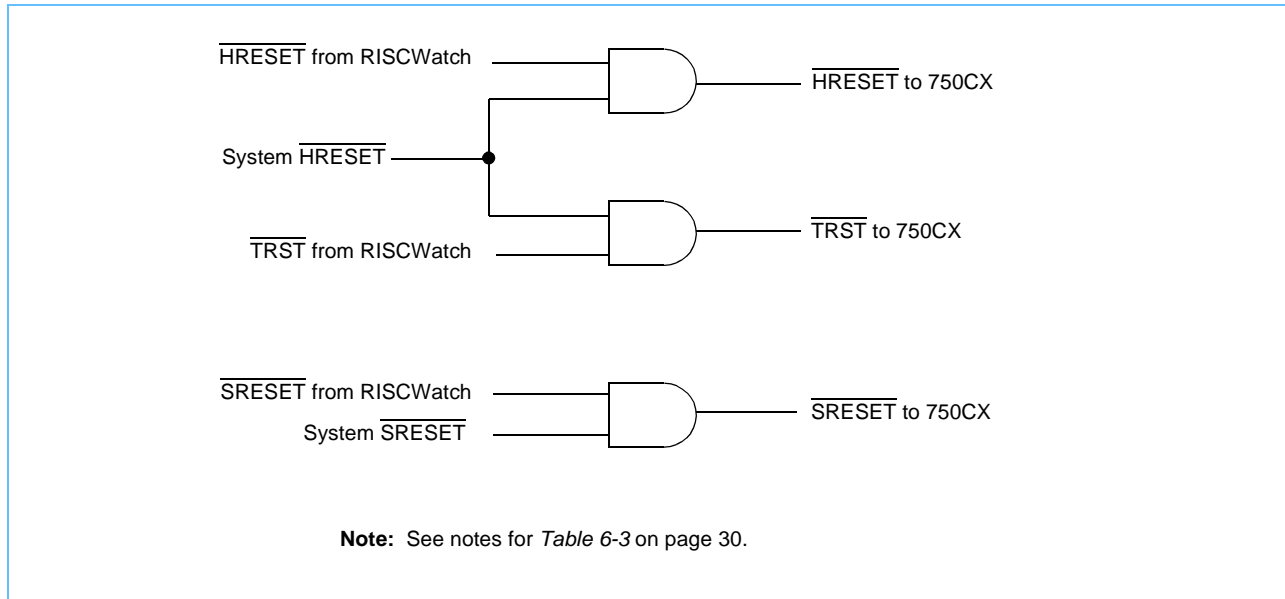 HRESET from RISCWatch
HRESET to 750CX
System HRESET
TRST to 750CX
TRST from RISCWatch
SRESET from RISCWatch
SRESET to 750CX
System SRESET
Note: See notes for Table 6-3 on page 30.